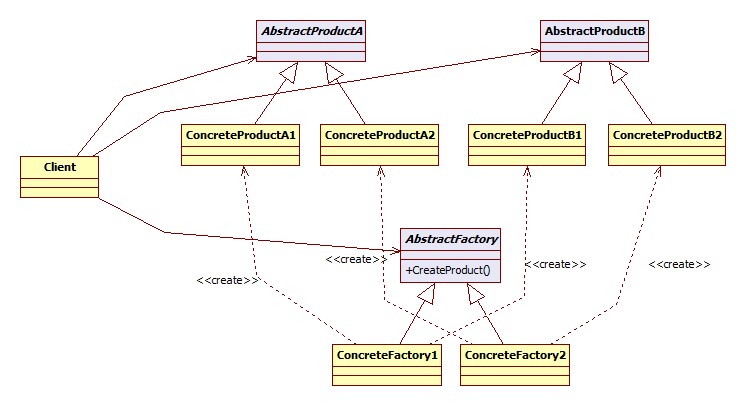 AbstractProductA
AbstractProductB
ConcreteProductA1
ConcreteProductA2
ConcreteProductB1
ConcreteProductB2
Client
AbstractFactory
+CreateProduct()
<<create>>
<<create>>
<<create>>
<<create>>
ConcreteFactory1
ConcreteFactory2